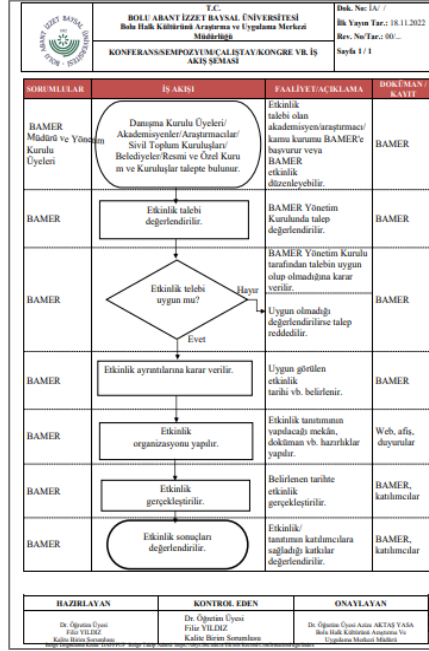 T.C.
BOLU ABANT İZZET BAYSAL ÜNİVERSİTESİ
Bolu Halk Kültürünü Araştırma ve Uygulama Merkezi
Müdürlüğü
KONFERANS/SEMPOZYUM/ÇALIŞTAY/KONGRE VB. İŞ
AKIŞ ŞEMASI
Dok. No: İA/ /
İlk Yayın Tar.: 18.11.2022
Rev. No/Tar.: 00/...
Sayfa 1 / 1
SORUMLULAR
İŞ AKIŞI
FAALİYET/AÇIKLAMA
DOKÜMAN /
KAYIT
BAMER
Müdürü ve Yönetim
Kurulu
Üyeleri
Danışma Kurulu Üyeleri/
Akademisyenler/Araştırmacılar/
Sivil Toplum Kuruluşları/
Belediyeler/Resmi ve Özel Kuru
m ve Kuruluşlar talepte bulunur.
Etkinlik
talebi olan
akademisyen/araştırmacı/
kamu kurumu BAMER'e
başvurur veya
BAMER
etkinlik
düzenleyebilir.
BAMER
BAMER
Etkinlik talebi
değerlendirilir.
BAMER Yönetim
Kurulunda talep
değerlendirilir.
BAMER
BAMER
Etkinlik telebi
uygun mu?
Hayır
Evet
BAMER Yönetim Kurulu
tarafından talebin uygun
olup olmadığına karar
verilir.
Uygun olmadığı
değerlendirilirse talep
reddedilir.
BAMER
BAMER
Etkinlik ayrıntılarına karar verilir.
Uygun görülen
etkinlik
tarihi vb. belirlenir.
BAMER
BAMER
Etkinlik
organizasyonu yapılır.
Etkinlik tanıtımının
yapılacağı mekân,
doküman vb. hazırlıklar
yapılır.
Web, afiş,
duyurular
BAMER
Etkinlik
gerçekleştirilir.
Belirlenen tarihte
etkinlik
gerçekleştirilir.
BAMER,
katılımcılar
BAMER
Etkinlik sonuçları
değerlendirilir.
Etkinlik/
tanıtımın katılımcılara
sağladığı katkılar
değerlendirilir.
BAMER,
katılımcılar
HAZIRLAYAN
KONTROL EDEN
ONAYLAYAN
Dr. Öğretim Üyesi
Filiz YILDIZ
Kalite Birim Sorumlusu
Dr. Öğretim Üyesi
Filiz YILDIZ
Kalite Birim Sorumlusu
Dr. Öğretim Üyesi Azize AKTAŞ YASA
Bolu Halk Kültürünü Araştırma Ve
Uygulama Merkezi Müdürü